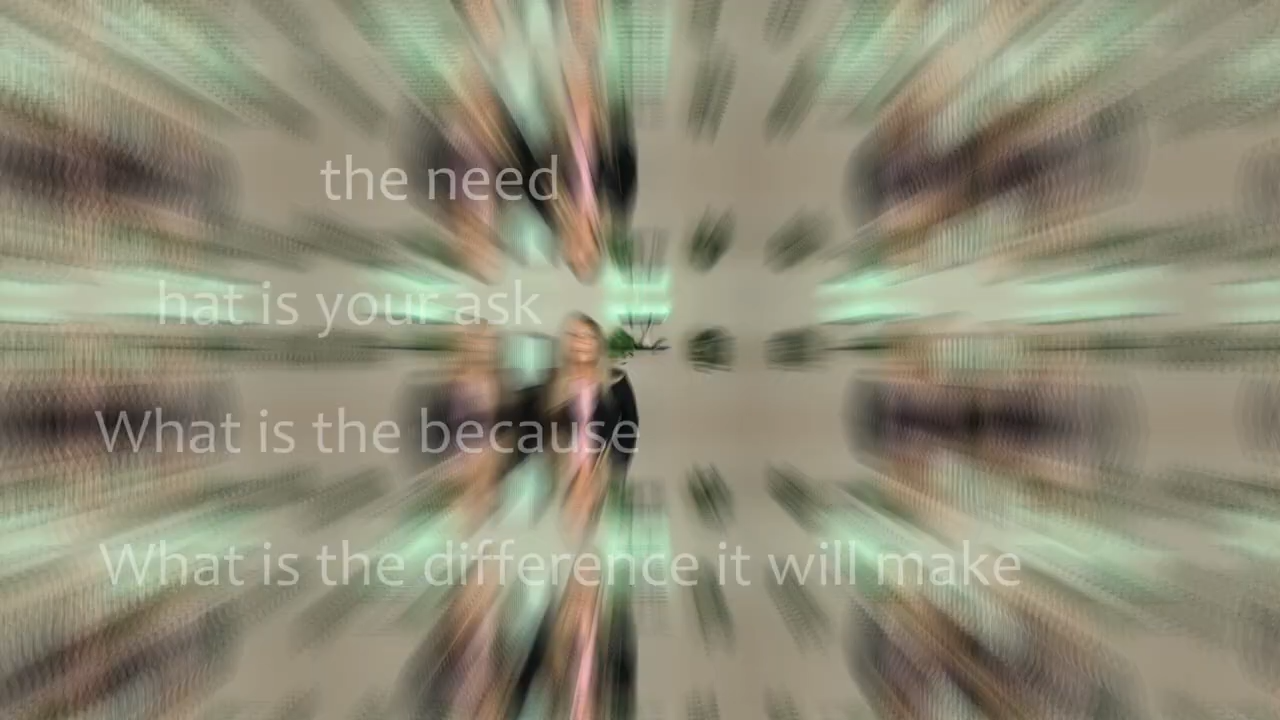 the need
hat is your ask
What is the because
What is the difference it will make